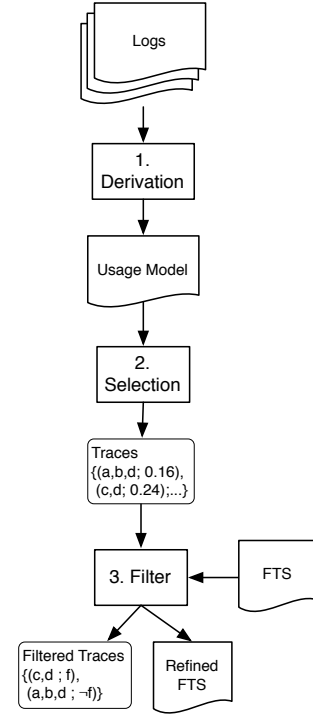 Logs
1.
Derivation
Usage Model
2.
Selection
Traces
{(a,b,d; 0.16),
(c,d; 0.24);...}
3. Filter
FTS
Filtered Traces
{(c,d ; f),
(a,b,d ; ¬f)}
Refined
FTS